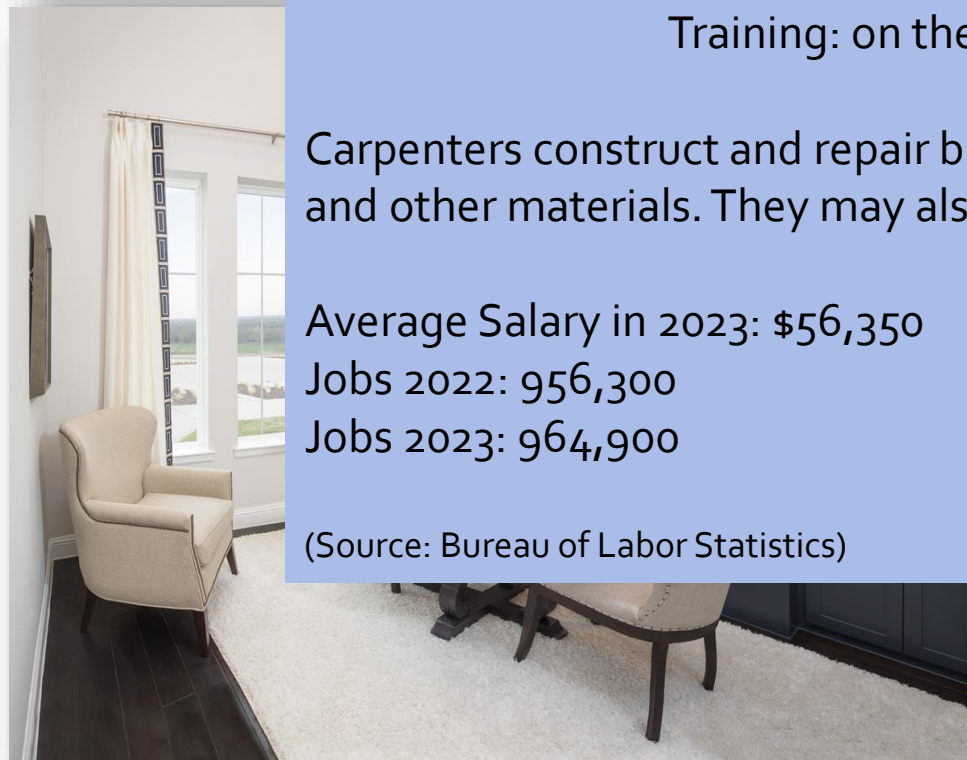 Training: on the
Carpenters construct and repair b
and other materials. They may als
Average Salary in 2023: $56,350
Jobs 2022: 956,300
Jobs 2023: 964,900
(Source: Bureau of Labor Statistics)